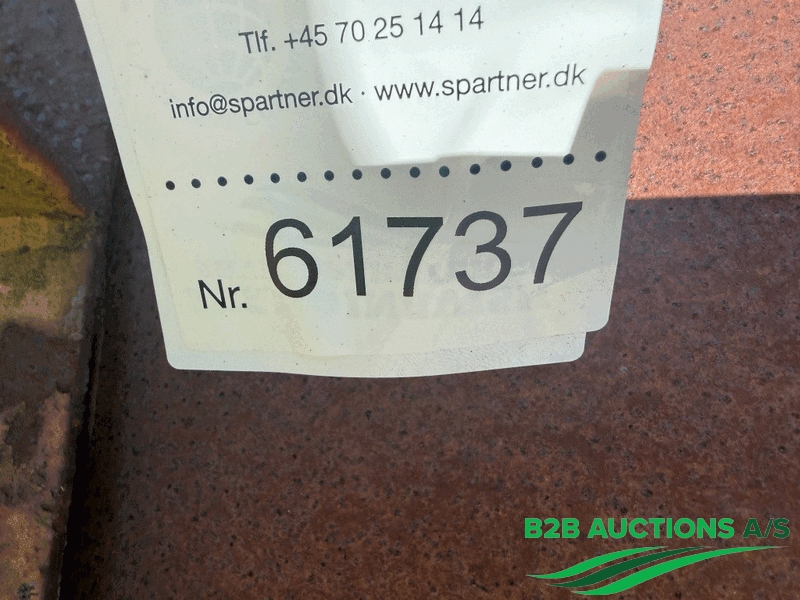 Tlf. +45 70 25 14 14
info@spartner.dk · www.spartner.dk
Nr. 61737
B2B AUCTIONS A/S